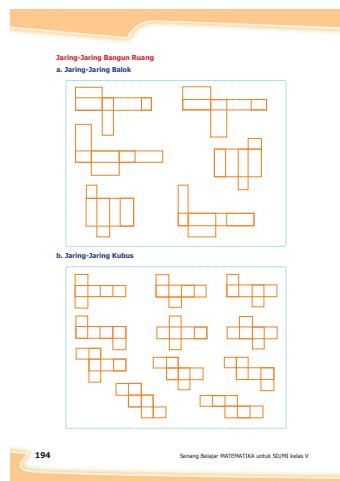 Jaring-Jaring Bangun Ruang
a. Jaring-Jaring Balok
b. Jaring-Jaring Kubus
194
Senang Belajar MATEMATIKA untuk SD/MI kelas V